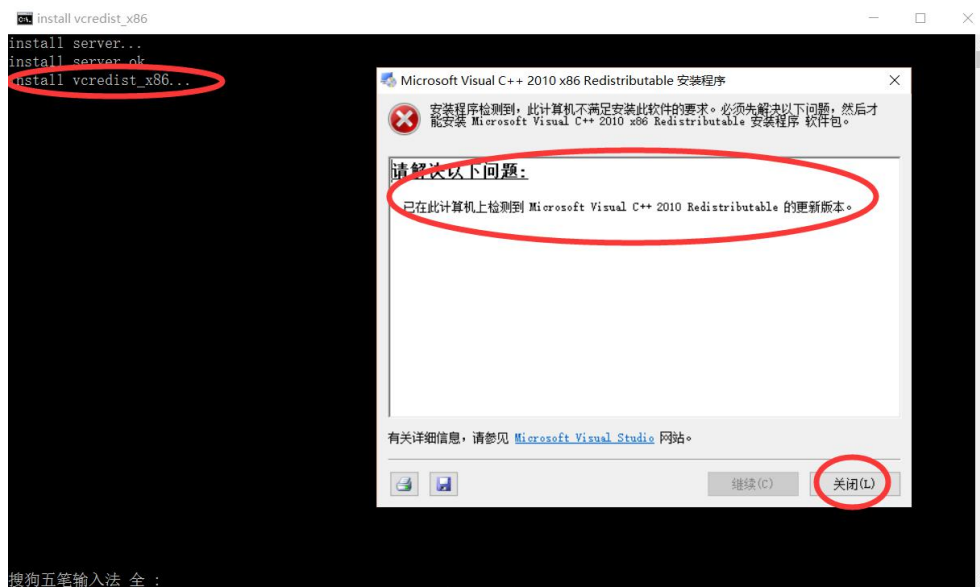 install vcredist_x86
install server...
install server ok
install vcredist_x86...
Microsoft Visual C++ 2010 x86 Redistributable 安装程序
安装程序检测到，此计算机不满足安装此软件的要求。必须先解决以下问题，然后才
能安装 Microsoft Visual C++ 2010 x86 Redistributable 安装程序 软件包。
请解决以下问题:
已在此计算机上检测到 Microsoft Visual C++ 2010 Redistributable 的更新版本。
有关详细信息，请参见 Microsoft Visual Studio 网站。
继续(C)
关闭(L)
搜狗五笔输入法 全 :